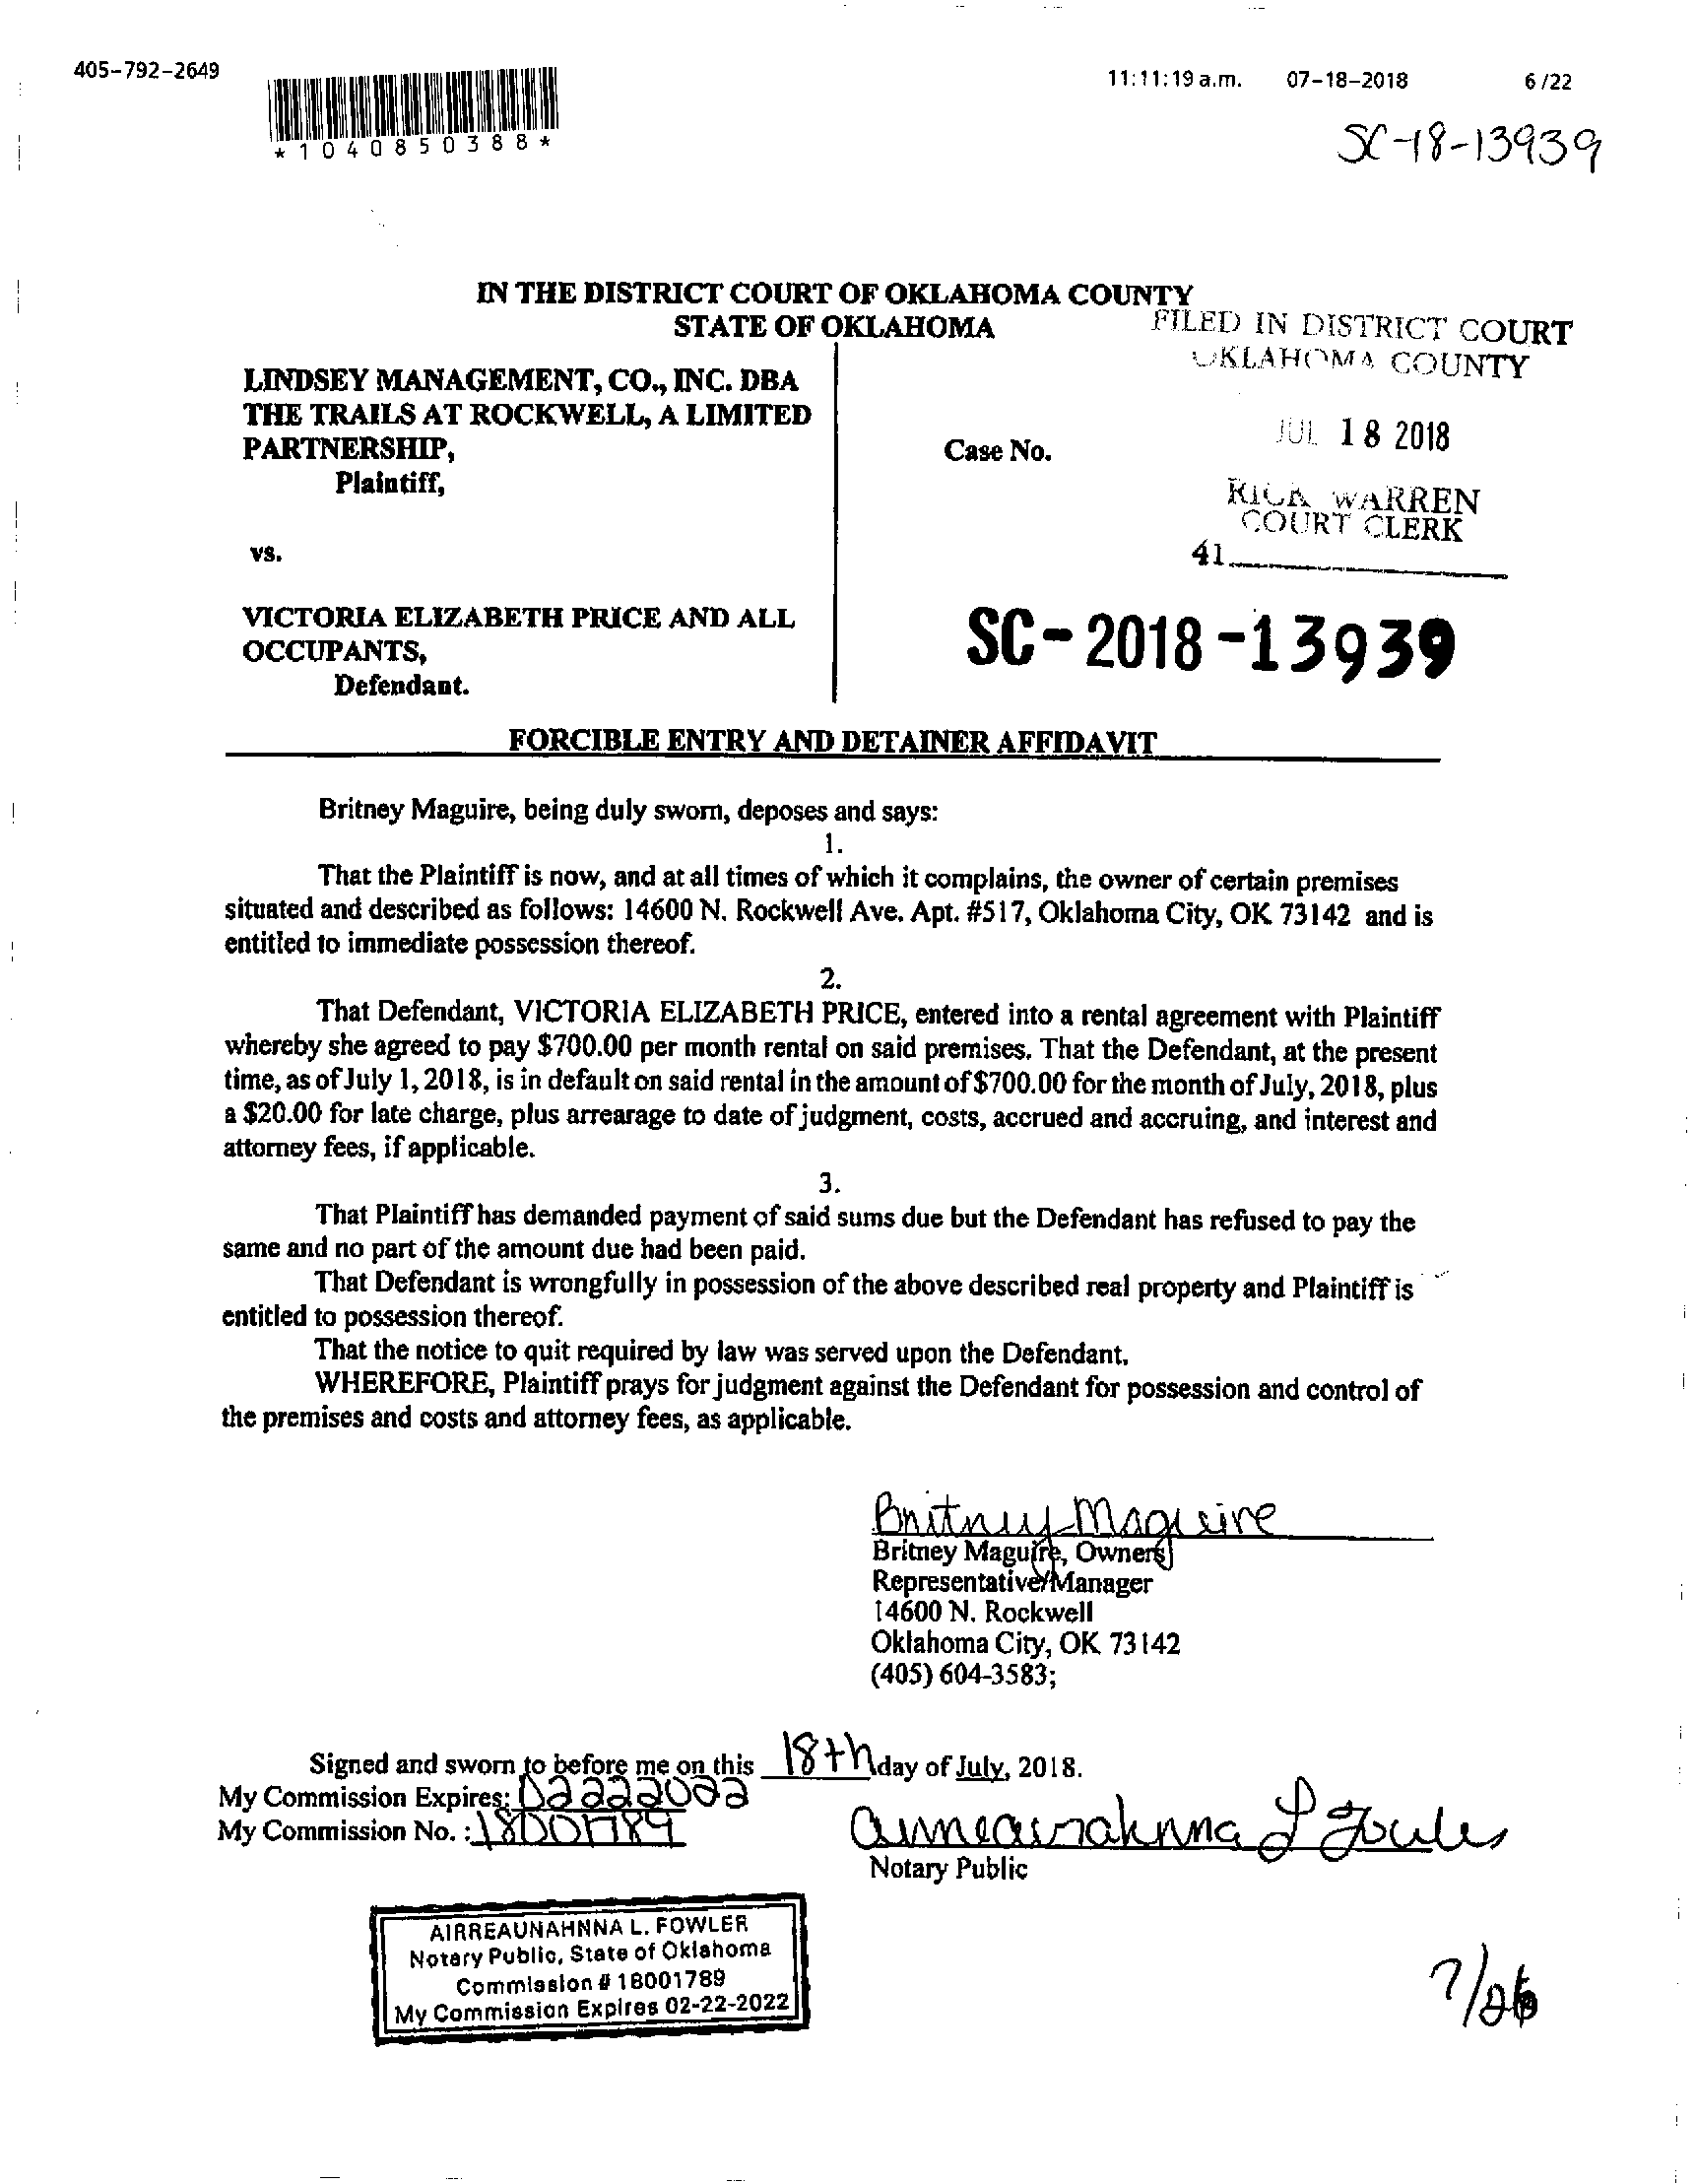 405-792-2649
11:11:19 a.m. 07-18-2018 6 /22
* 1 0 4 0 8 5 0 3 8 8 *
SC-18-13939
IN THE DISTRICT COURT OF OKLAHOMA COUNTY
STATE OF OKLAHOMA
FILED IN DISTRICT COURT
OKLAHOMA COUNTY
JUL 18 2018
RICK WARREN
COURT CLERK
41
LINDSEY MANAGEMENT, CO., INC. DBA
THE TRAILS AT ROCKWELL, A LIMITED
PARTNERSHIP,
Plaintiff,
Case No.
vs.
VICTORIA ELIZABETH PRICE AND ALL
OCCUPANTS,
Defendant.
SC-2018-13939
FORCIBLE ENTRY AND DETAINER AFFIDAVIT
Britney Maguire, being duly sworn, deposes and says:
1.
That the Plaintiff is now, and at all times of which it complains, the owner of certain premises
situated and described as follows: 14600 N. Rockwell Ave. Apt. #517, Oklahoma City, OK 73142 and is
entitled to immediate possession thereof.
2.
That Defendant, VICTORIA ELIZABETH PRICE, entered into a rental agreement with Plaintiff
whereby she agreed to pay $700.00 per month rental on said premises. That the Defendant, at the present
time, as of July 1, 2018, is in default on said rental in the amount of $700.00 for the month of July, 2018, plus
a $20.00 for late charge, plus arrearage to date of judgment, costs, accrued and accruing, and interest and
attorney fees, if applicable.
3.
That Plaintiff has demanded payment of said sums due but the Defendant has refused to pay the
same and no part of the amount due had been paid.
That Defendant is wrongfully in possession of the above described real property and Plaintiff is
entitled to possession thereof.
That the notice to quit required by law was served upon the Defendant.
WHEREFORE, Plaintiff prays for judgment against the Defendant for possession and control of
the premises and costs and attorney fees, as applicable.
Britney Maguire
Britney Maguire, Owners
Representative/Manager
14600 N. Rockwell
Oklahoma City, OK 73142
(405) 604-3583;
Signed and sworn to before me on this 18th day of July, 2018.
My Commission Expires: 02222022
My Commission No. : 18001789
Notary Public
AIRREAUNAHNNA L. FOWLER
Notary Public, State of Oklahoma
Commission # 18001789
My Commission Expires 02-22-2022